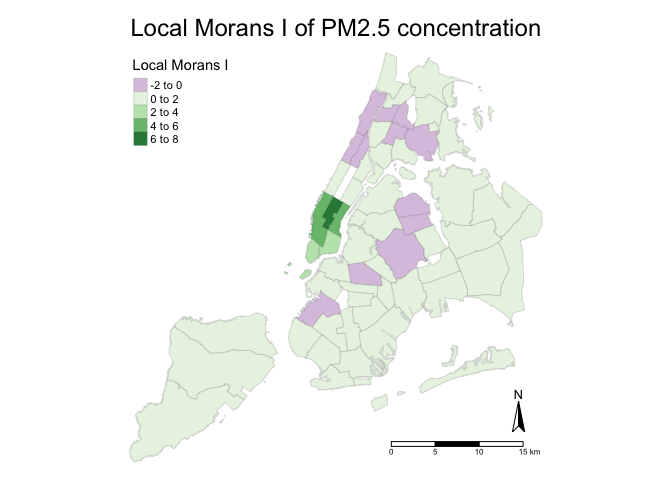 Local Morans I of PM2.5 concentration
Local Morans I
-2 to 0
0 to 2
2 to 4
4 to 6
6 to 8
N
0 5 10 15 km